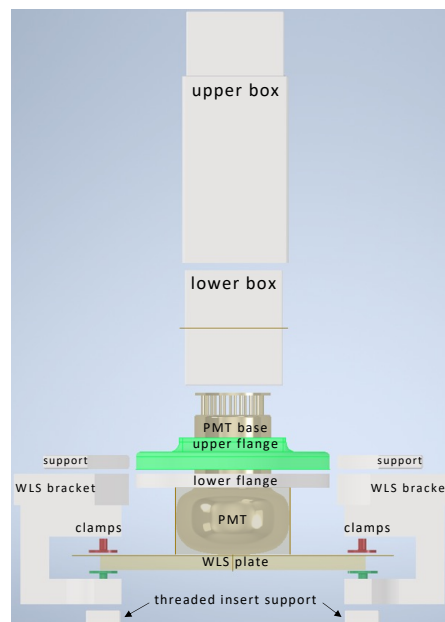 upper box
lower box
PMT base
upper flange
support
support
WLS bracket
lower flange
WLS bracke
clamps
PMT
clamps
WLS plate
threaded insert support